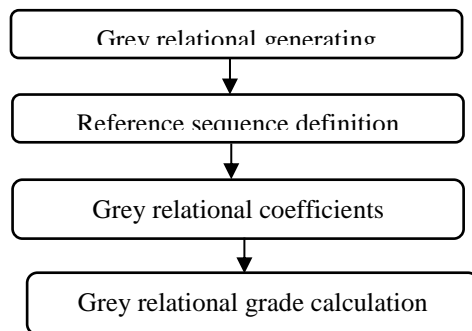 Grey relational generating
Reference sequence definition
Grey relational coefficients
Grey relational grade calculation